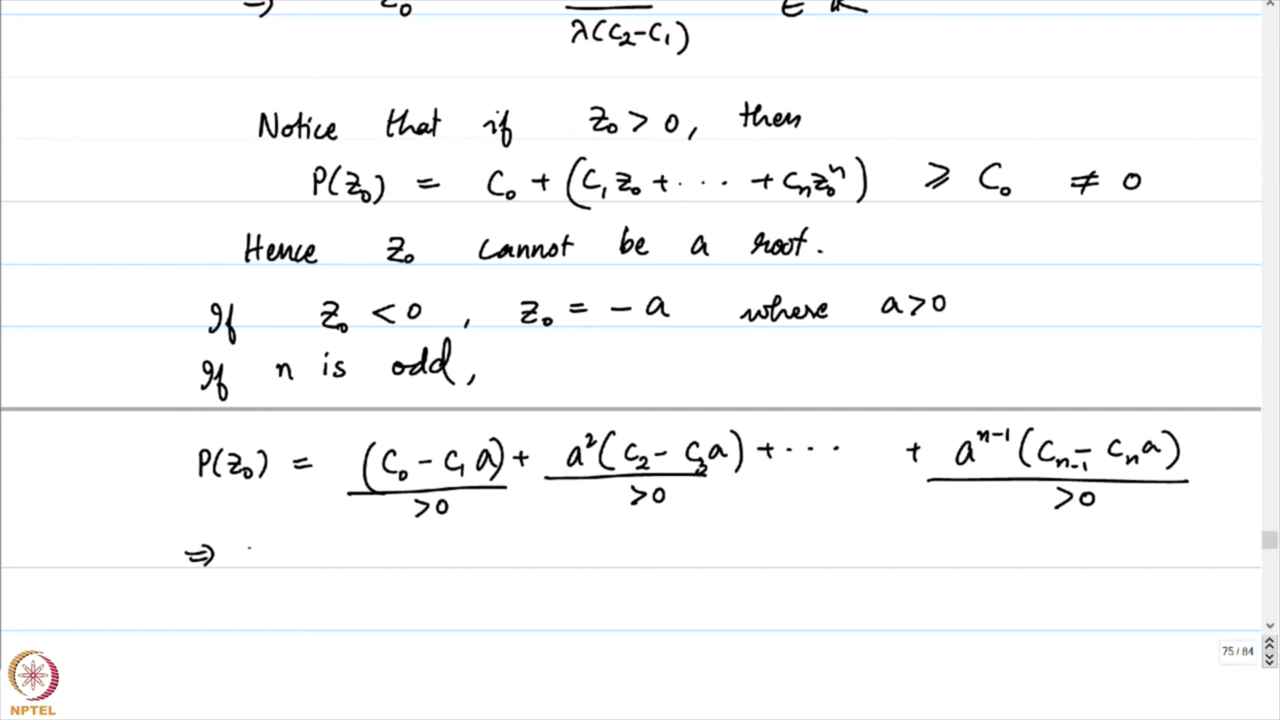 ⇒ z₀ ∈ R
λ(c₂-c₁)
Notice that if z₀ > 0, then
P(z₀) = c₀ + (c₁z₀ + ··· + cₙz₀ⁿ) ⩾ c₀ ≠ 0
Hence z₀ cannot be a root.
If z₀ < 0, z₀ = -a where a>0
If n is odd,
P(z₀) = (c₀ - c₁a) + a²(c₂ - c₃a) + ··· + aⁿ⁻¹(cₙ₋₁ - cₙa)
>0 >0 >0
⇒
75 / 84
NPTEL